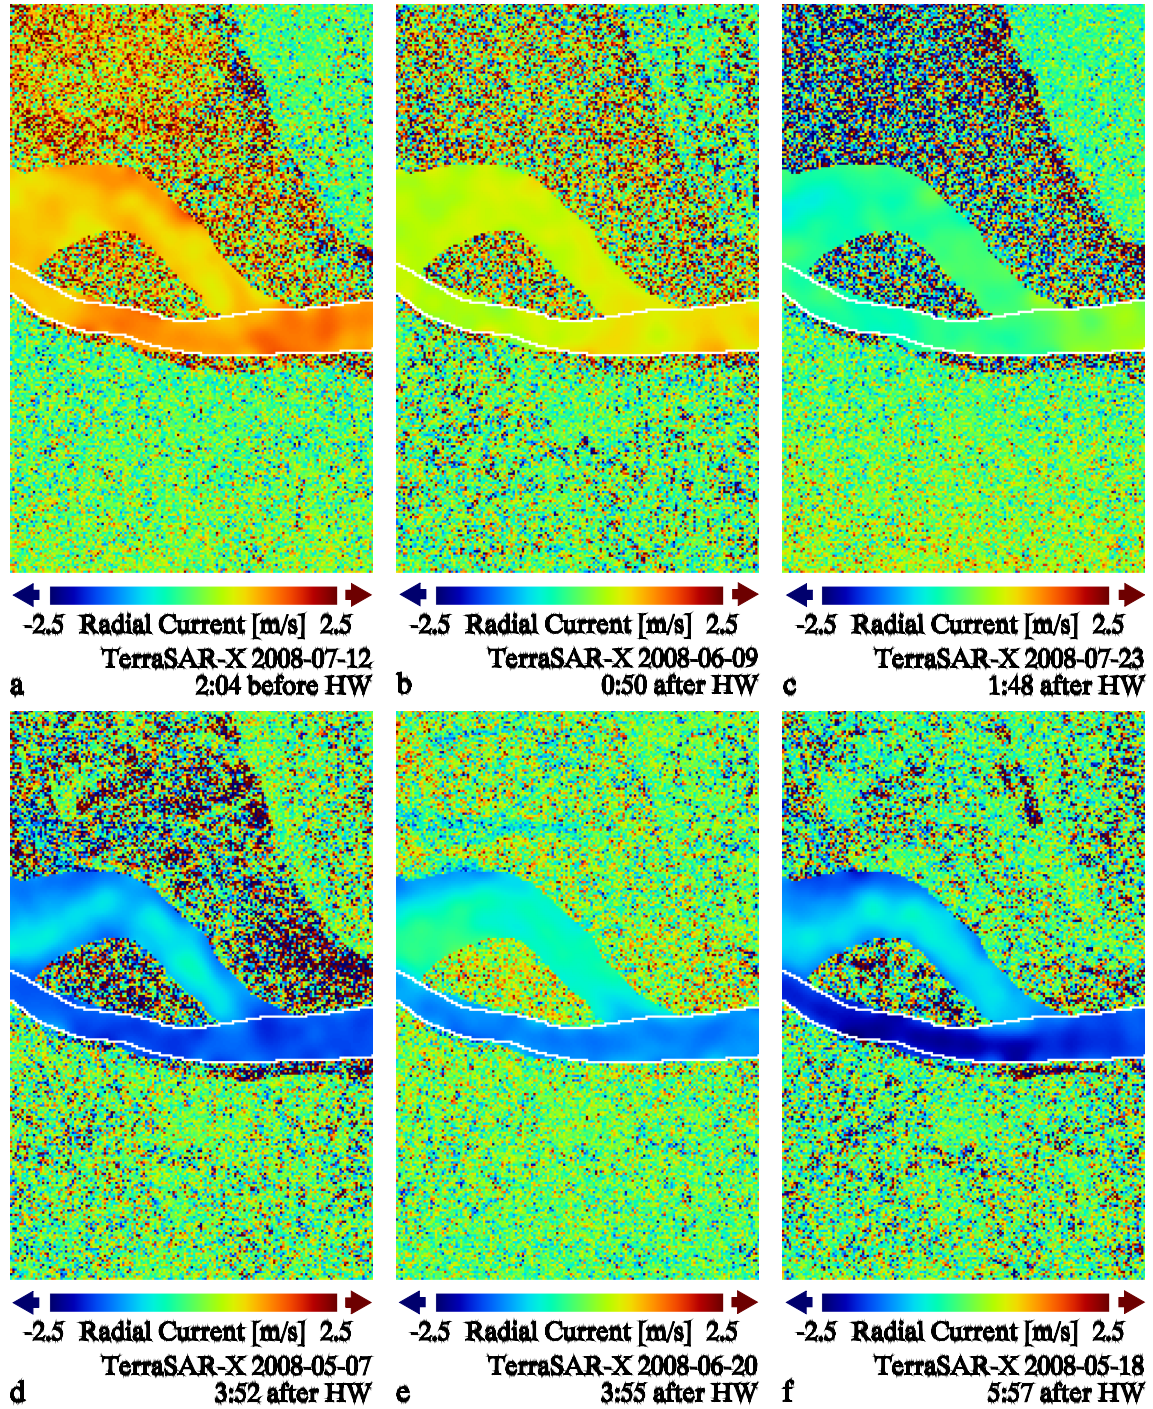 -2.5 Radial Current [m/s] 2.5
TerraSAR-X 2008-07-12
a 2:04 before HW
-2.5 Radial Current [m/s] 2.5
TerraSAR-X 2008-06-09
b 0:50 after HW
-2.5 Radial Current [m/s] 2.5
TerraSAR-X 2008-07-23
c 1:48 after HW
-2.5 Radial Current [m/s] 2.5
TerraSAR-X 2008-05-07
d 3:52 after HW
-2.5 Radial Current [m/s] 2.5
TerraSAR-X 2008-06-20
e 3:55 after HW
-2.5 Radial Current [m/s] 2.5
TerraSAR-X 2008-05-18
f 5:57 after HW